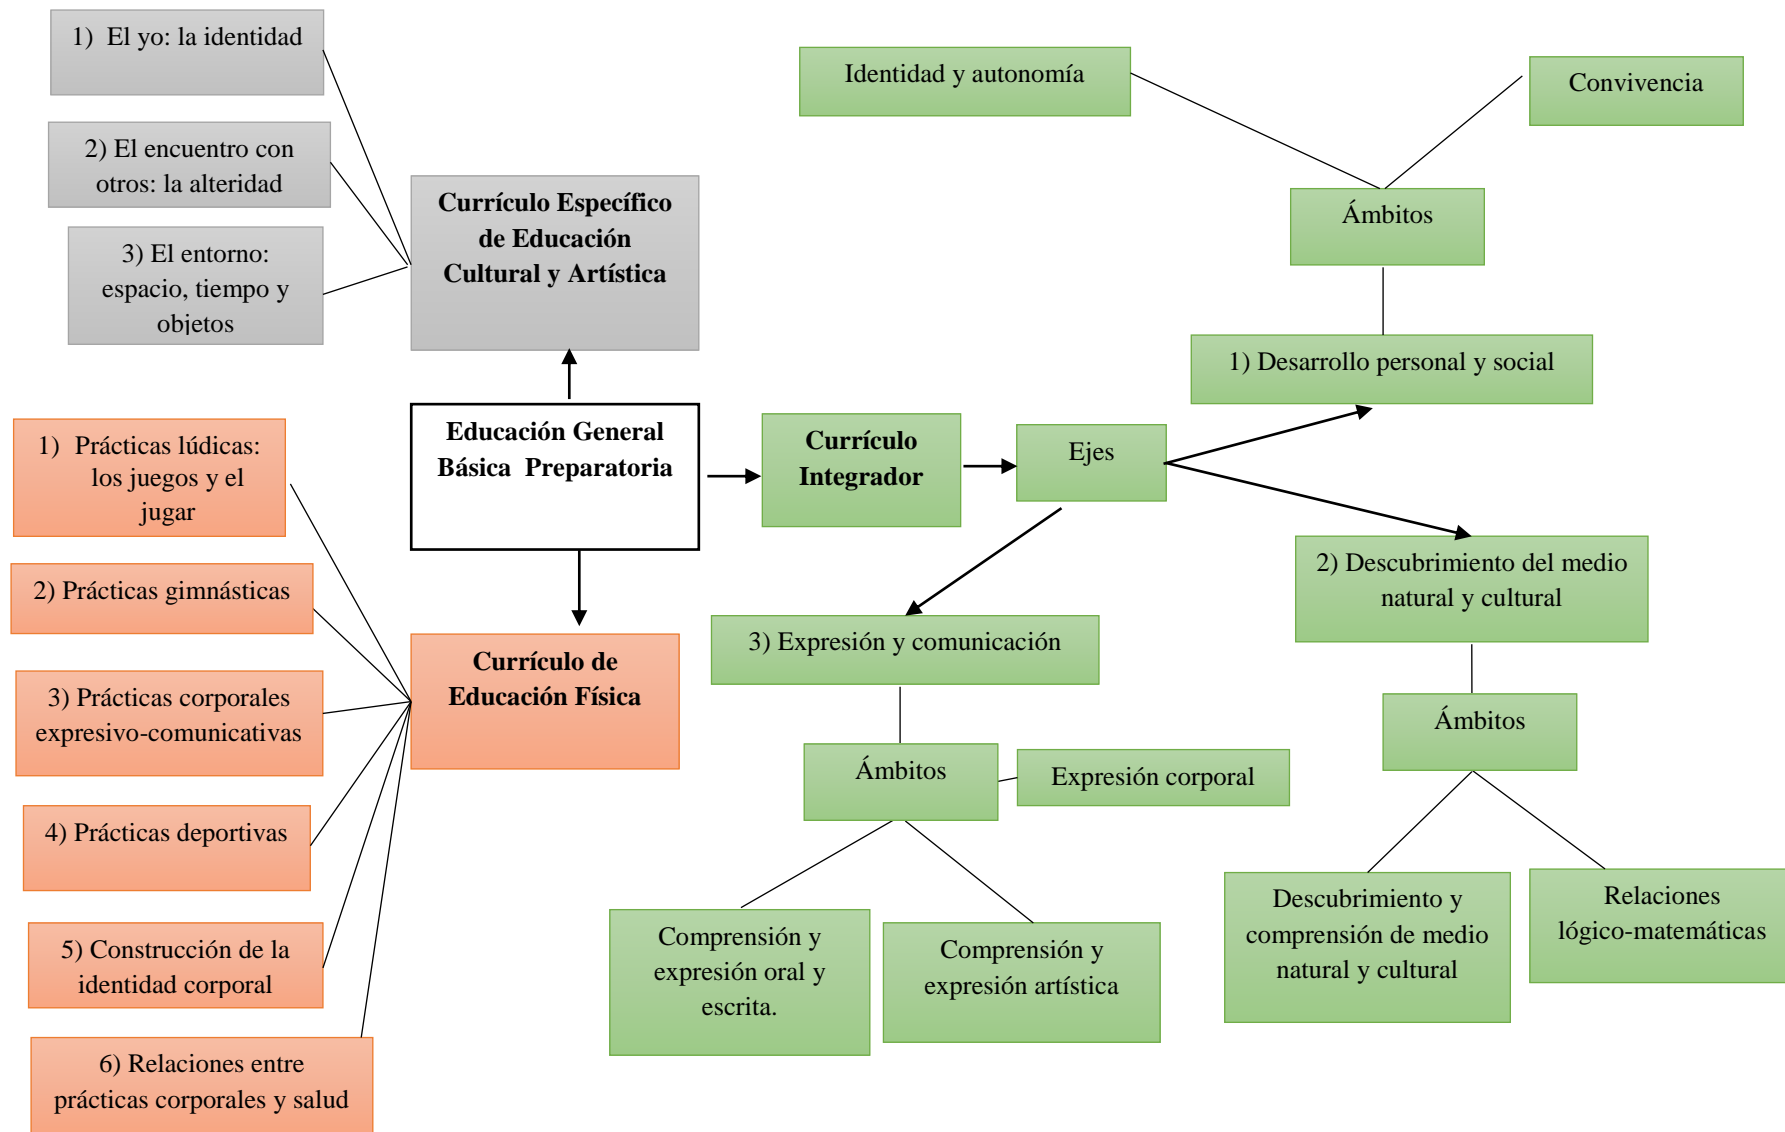 1) El yo: la identidad
2) El encuentro con
otros: la alteridad
3) El entorno:
espacio, tiempo y
objetos
Currículo Específico
de Educación
Cultural y Artística
Educación General
Básica Preparatoria
Currículo de
Educación Física
1) Prácticas lúdicas:
los juegos y el
jugar
2) Prácticas gimnásticas
3) Prácticas corporales
expresivo-comunicativas
4) Prácticas deportivas
5) Construcción de la
identidad corporal
6) Relaciones entre
prácticas corporales y salud
Currículo
Integrador
Ejes
Identidad y autonomía
Convivencia
Ámbitos
1) Desarrollo personal y social
2) Descubrimiento del medio
natural y cultural
Ámbitos
Descubrimiento y
comprensión de medio
natural y cultural
Relaciones
lógico-matemáticas
3) Expresión y comunicación
Ámbitos
Expresión corporal
Comprensión y
expresión oral y
escrita.
Comprensión y
expresión artística